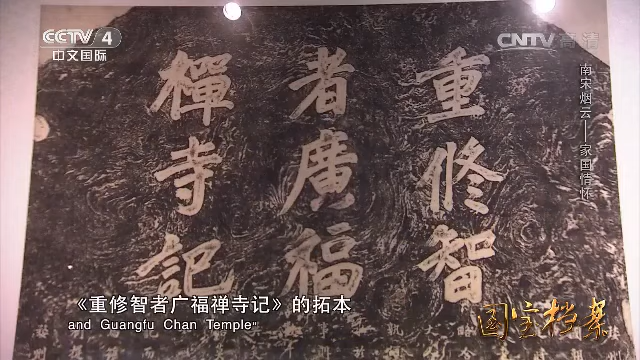 CCTV 4
中文国际
CNTV 高清
南宋烟云——家国情怀
重修智
者廣福
禪寺記
《重修智者广福禅寺记》的拓本
and Guangfu Chan Temple"
国宝档案